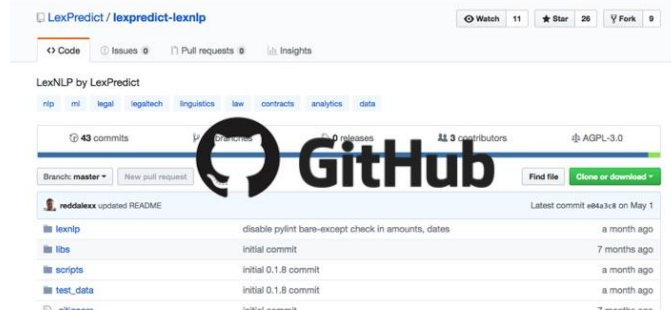 LexPredict / lexpredict-lexnlp
Watch 11 Star 26 Fork 9
Code Issues 0 Pull requests 0 Insights
LexNLP by LexPredict
nlp ml legal legaltech linguistics law contracts analytics data
43 commits branches 0 releases 3 contributors AGPL-3.0
GitHub
Branch: master New pull request Find file Clone or download
reddalexx updated README Latest commit e04a3c8 on May 1
lexnlp disable pylint bare-except check in amounts, dates a month ago
libs initial commit 7 months ago
scripts initial 0.1.8 commit a month ago
test_data initial 0.1.8 commit a month ago